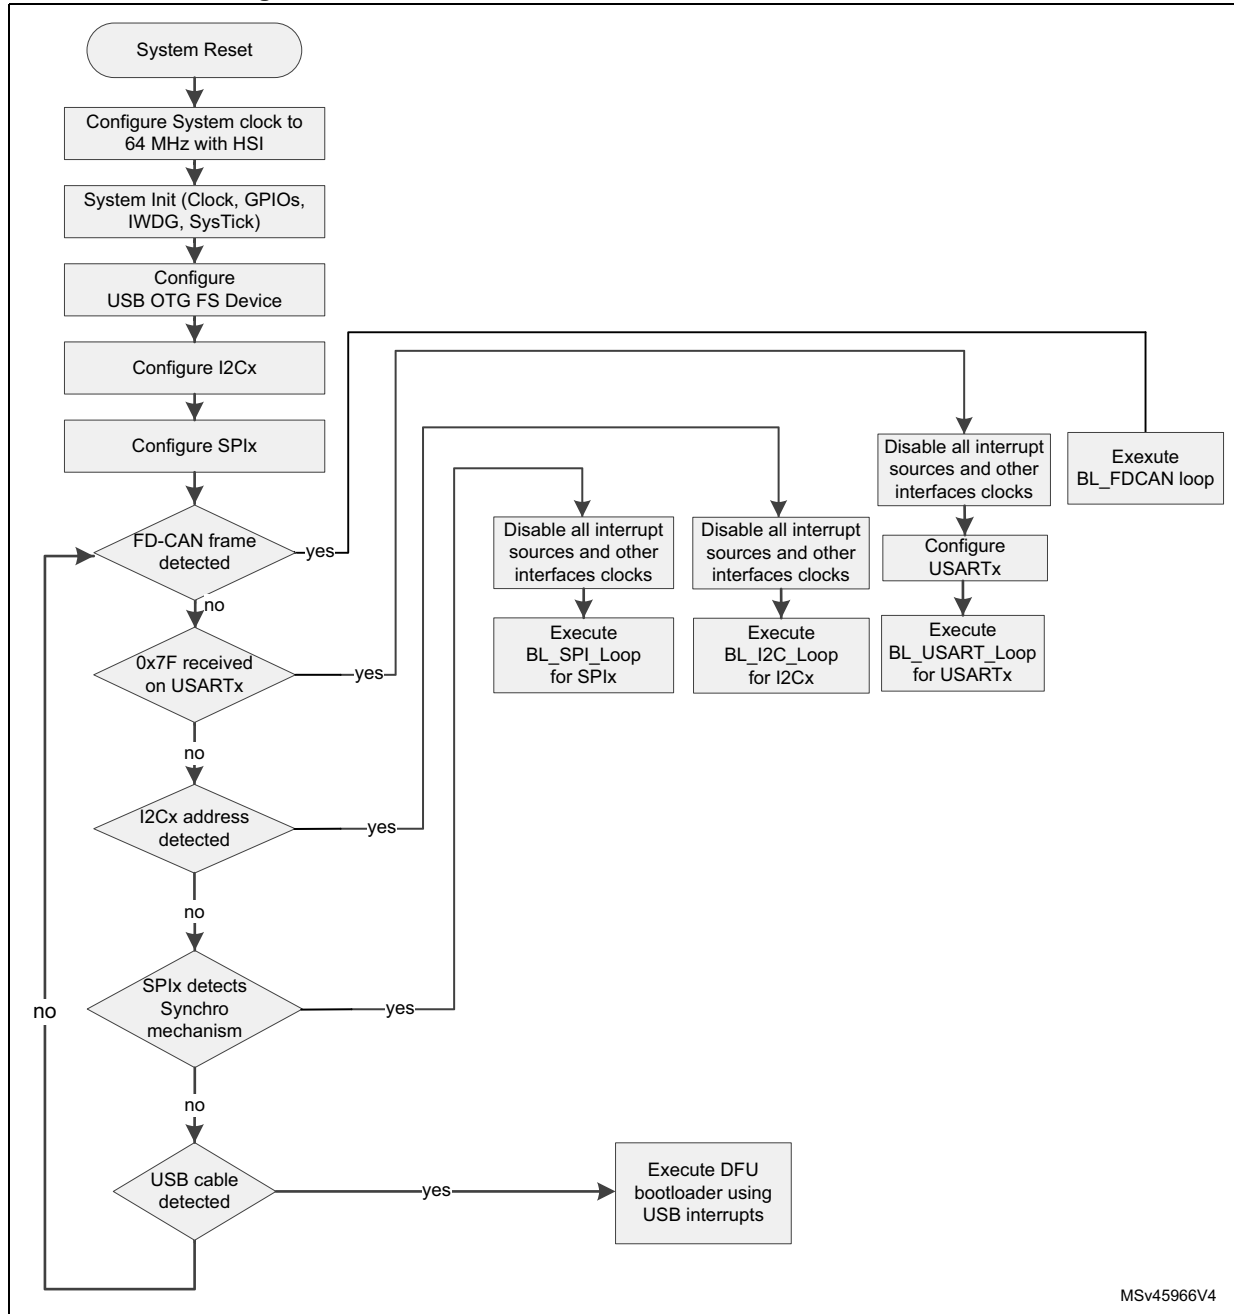 System Reset
Configure System clock to
64 MHz with HSI
System Init (Clock, GPIOs,
IWDG, SysTick)
Configure
USB OTG FS Device
Configure I2Cx
Configure SPIx
FD-CAN frame
detected
yes
no
0x7F received
on USARTx
yes
no
I2Cx address
detected
yes
no
SPIx detects
Synchro
mechanism
yes
no
USB cable
detected
yes
no
Disable all interrupt
sources and other
interfaces clocks
Execute
BL_SPI_Loop
for SPIx
Disable all interrupt
sources and other
interfaces clocks
Execute
BL_I2C_Loop
for I2Cx
Disable all interrupt
sources and other
interfaces clocks
Configure
USARTx
Execute
BL_USART_Loop
for USARTx
Exexute
BL_FDCAN loop
Execute DFU
bootloader using
USB interrupts
MSv45966V4